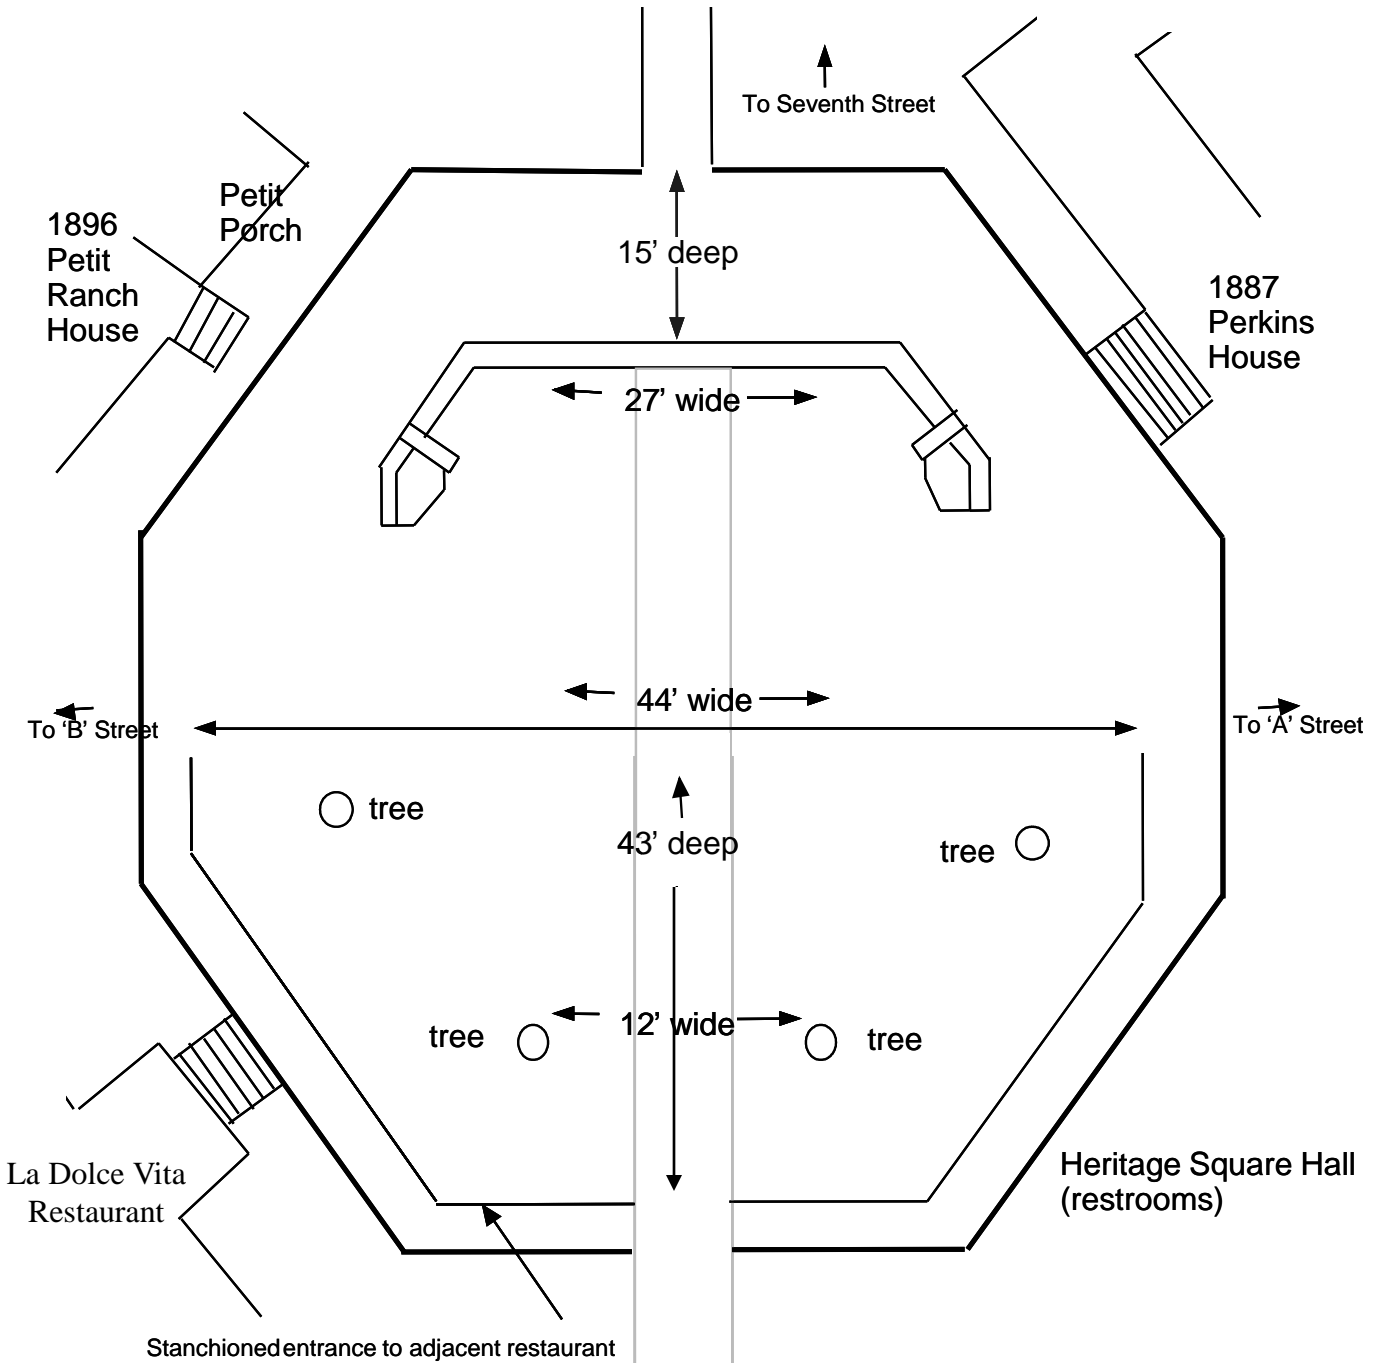 To Seventh Street
Petit
Porch
1896
Petit
Ranch
House
15’ deep
1887
Perkins
House
27’ wide
44’ wide
To ‘B’ Street
To ‘A’ Street
tree
43’ deep
tree
tree
12’ wide
tree
La Dolce Vita
Restaurant
Heritage Square Hall
(restrooms)
Stanchioned entrance to adjacent restaurant